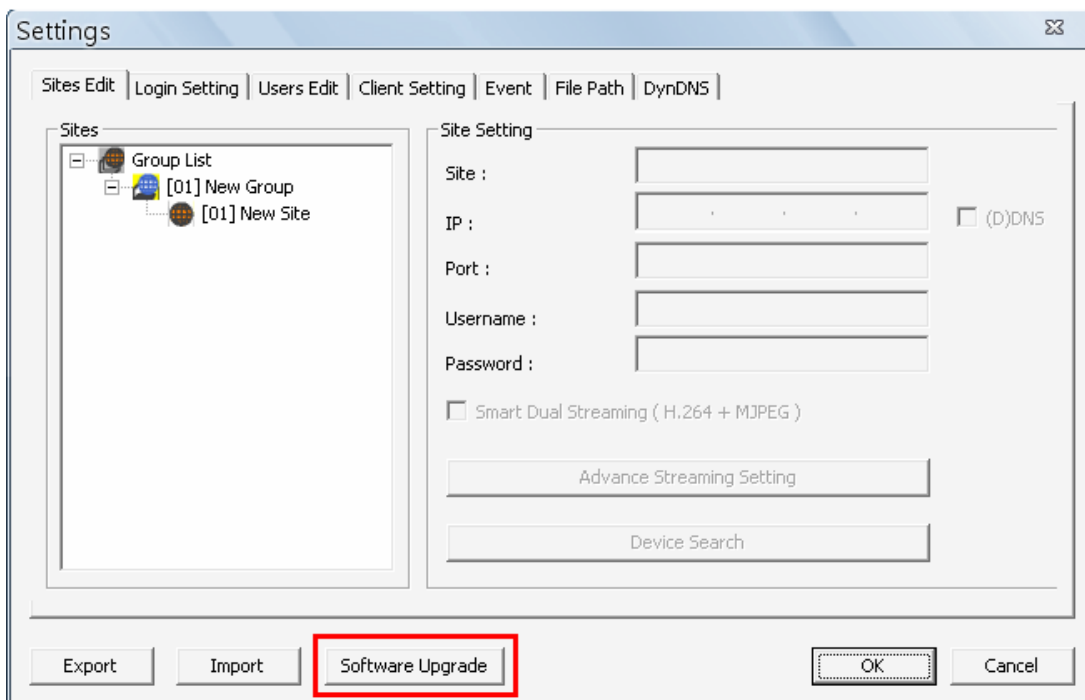 Settings
Sites Edit Login Setting Users Edit Client Setting Event File Path DynDNS
Sites
Group List
[01] New Group
[01] New Site
Site Setting
Site :
IP :
. . .
(D)DNS
Port :
Username :
Password :
Smart Dual Streaming ( H.264 + MJPEG )
Advance Streaming Setting
Device Search
Export Import Software Upgrade OK Cancel